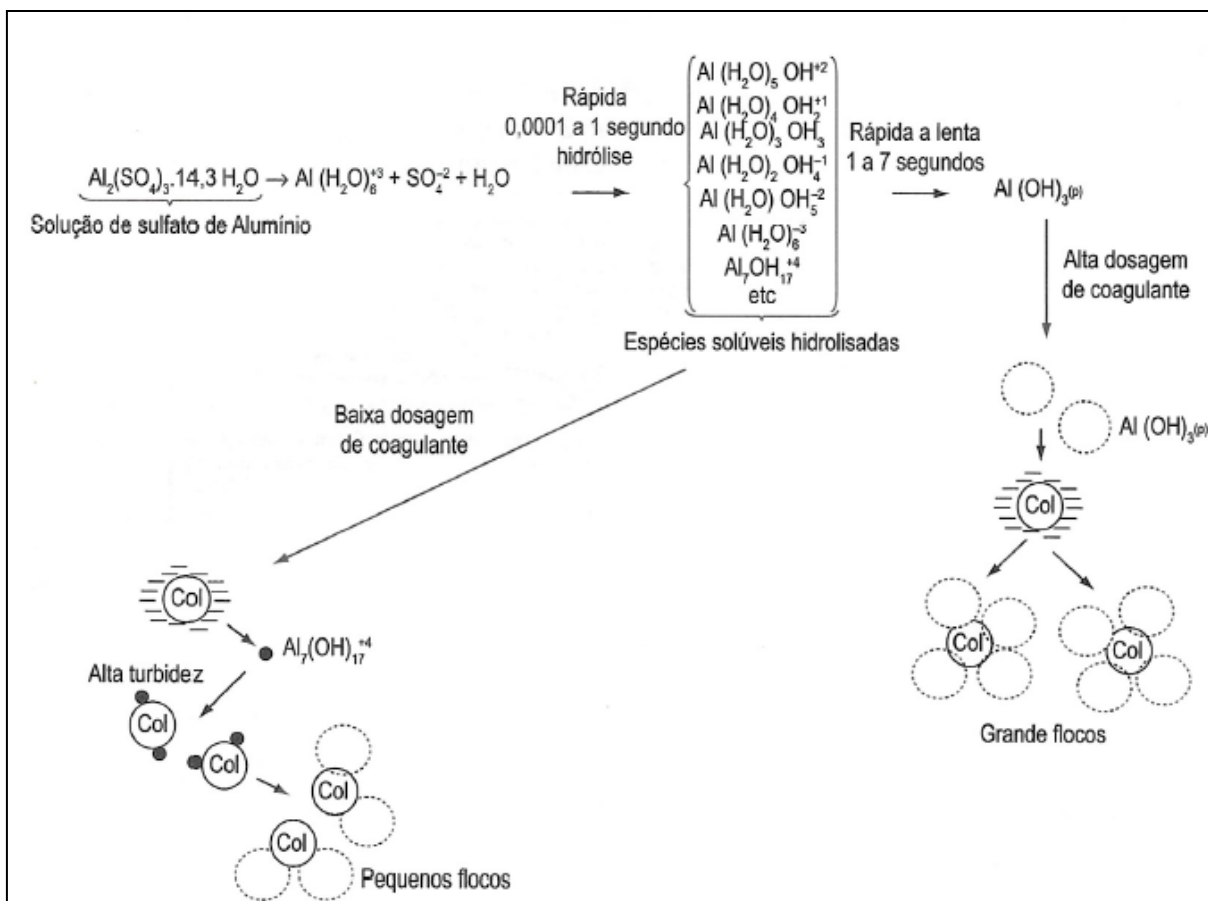 Al₂(SO₄)₃.14,3 H₂O → Al (H₂O)₆⁺³ + SO₄⁻² + H₂O
Solução de sulfato de Alumínio
Rápida
0,0001 a 1 segundo
hidrólise
Al (H₂O)₅ OH⁺²
Al (H₂O)₄ OH₂⁺¹
Al (H₂O)₃ OH₃
Al (H₂O)₂ OH₄⁻¹
Al (H₂O) OH₅⁻²
Al (H₂O)₆⁻³
Al₇OH₁₇⁺⁴
etc
Espécies solúveis hidrolisadas
Rápida a lenta
1 a 7 segundos
Al (OH)₃₍ₚ₎
Alta dosagem
de coagulante
Al (OH)₃₍ₚ₎
Col
Col
Col
Grande flocos
Baixa dosagem
de coagulante
Col
Al₇(OH)₁₇⁺⁴
Alta turbidez
Col
Col
Col
Col
Pequenos flocos